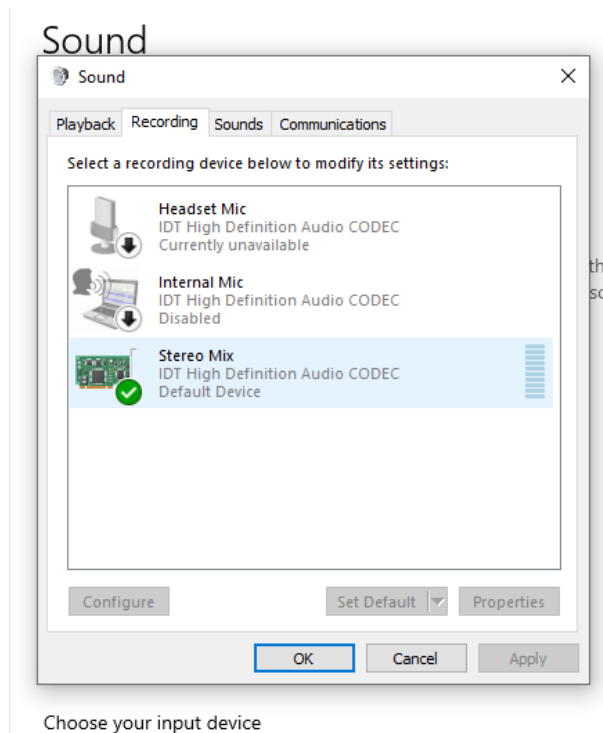 Sound
Sound
Playback Recording Sounds Communications
Select a recording device below to modify its settings:
Headset Mic
IDT High Definition Audio CODEC
Currently unavailable
th
Internal Mic
so
IDT High Definition Audio CODEC
Disabled
Stereo Mix
IDT High Definition Audio CODEC
Default Device
Configure Set Default Properties
OK Cancel Apply
Choose your input device